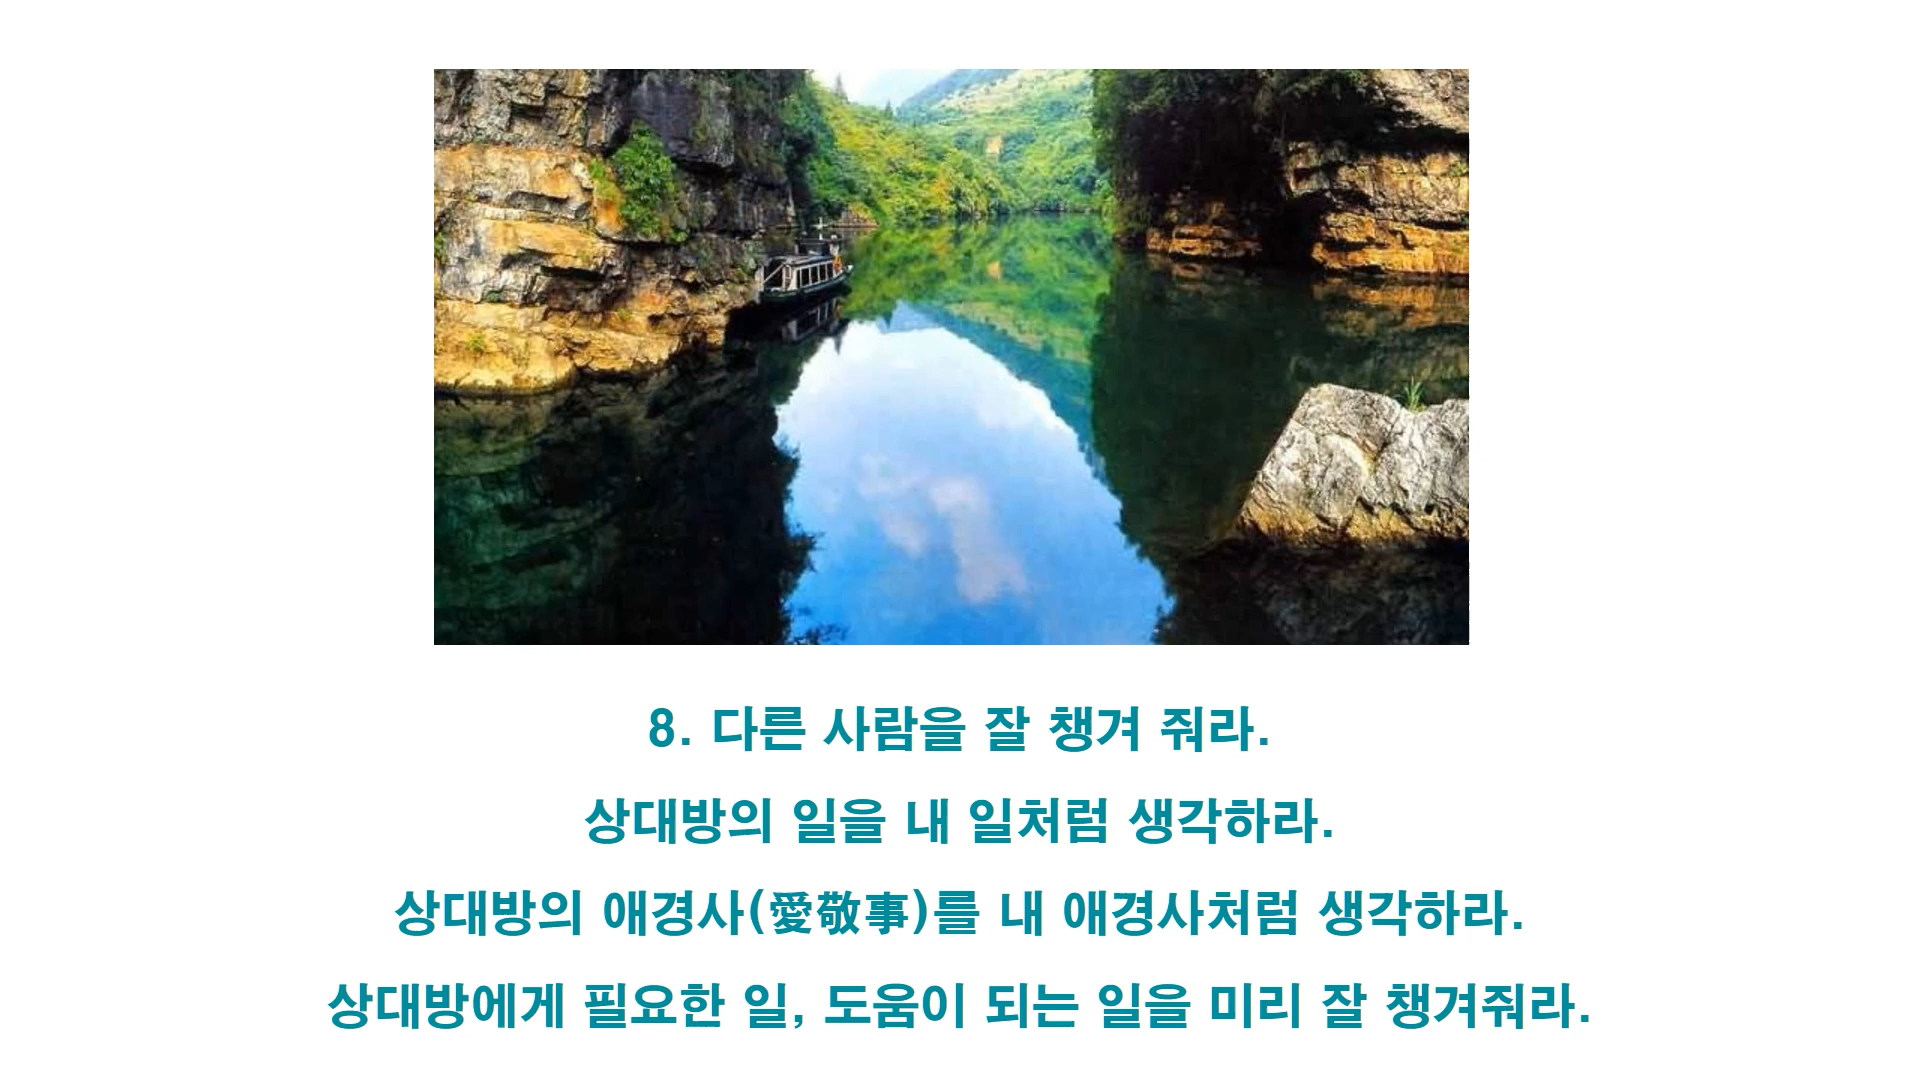 8. 다른 사람을 잘 챙겨 줘라.
상대방의 일을 내 일처럼 생각하라.
상대방의 애경사(愛敬事)를 내 애경사처럼 생각하라.
상대방에게 필요한 일, 도움이 되는 일을 미리 잘 챙겨줘라.